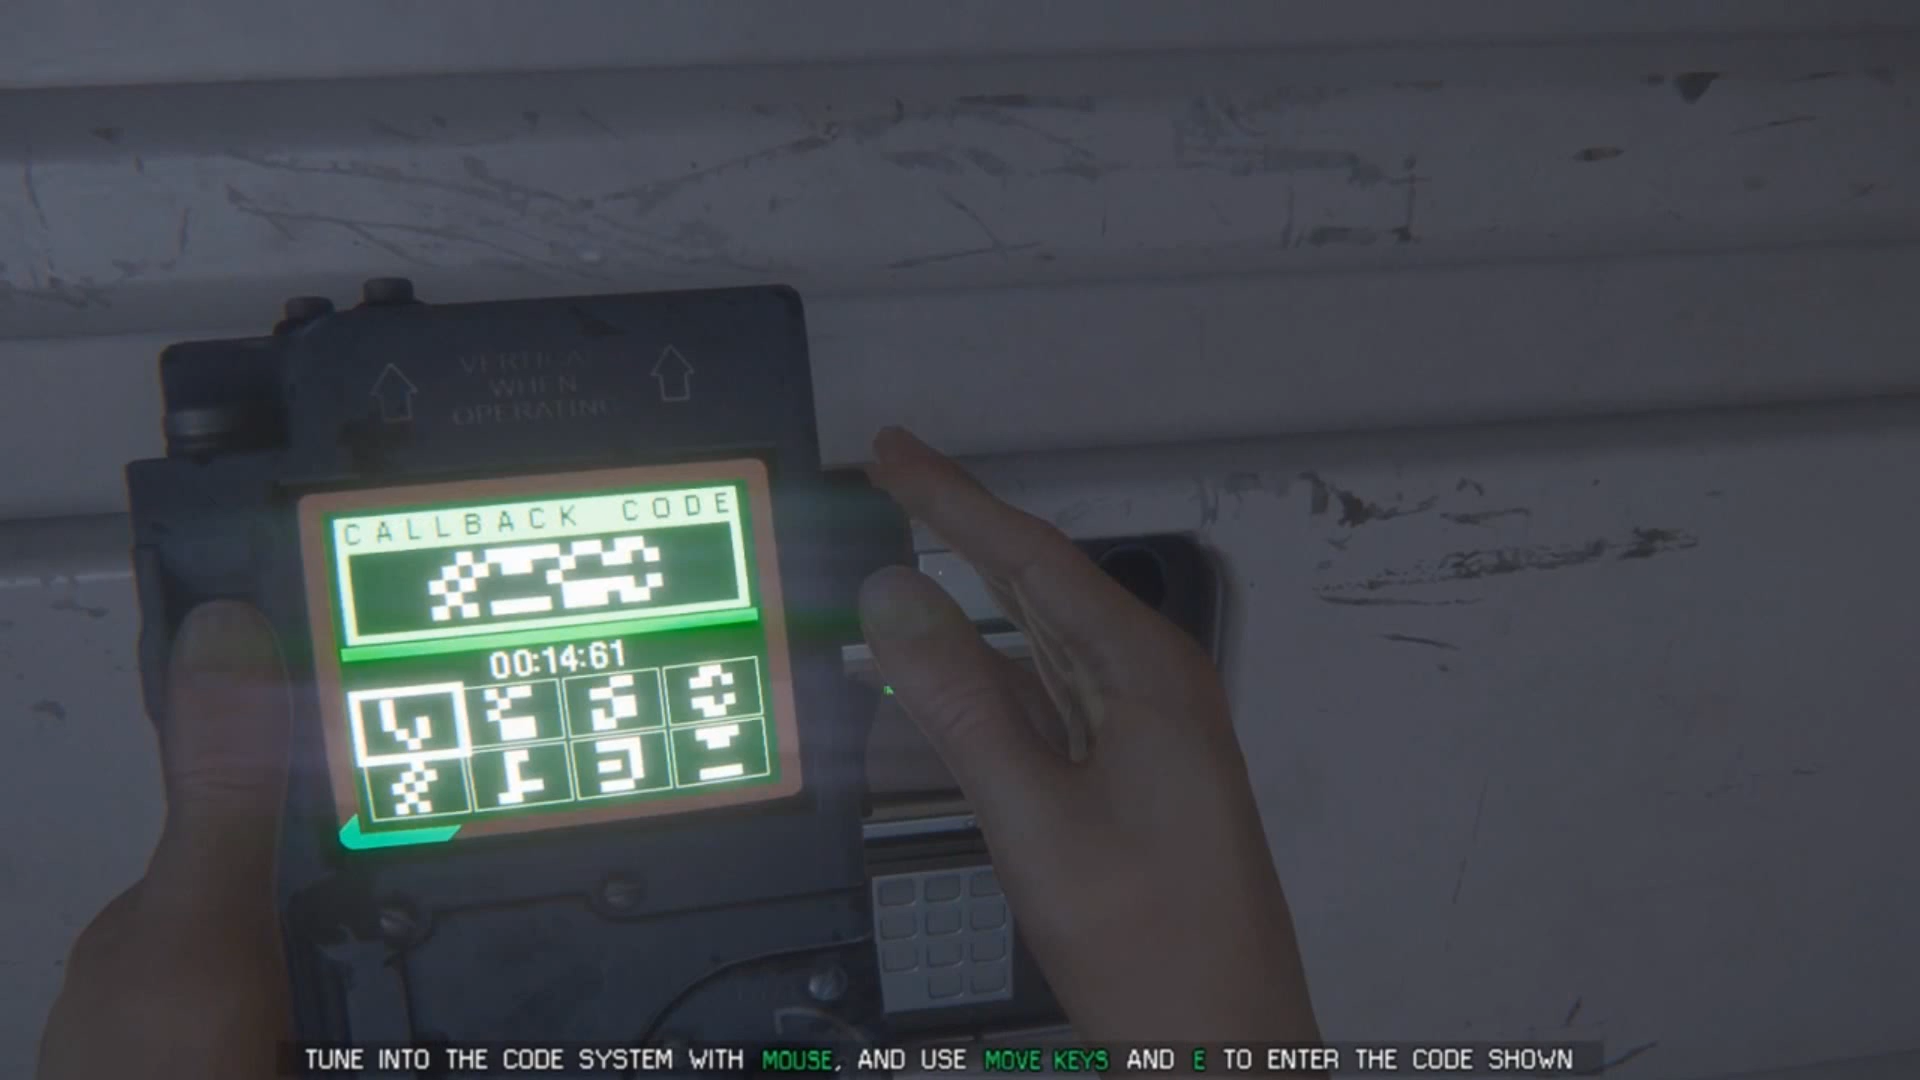 VERTICAL
WHEN
OPERATING
CALLBACK CODE
00:14:61
TUNE INTO THE CODE SYSTEM WITH MOUSE, AND USE MOVE KEYS AND E TO ENTER THE CODE SHOWN